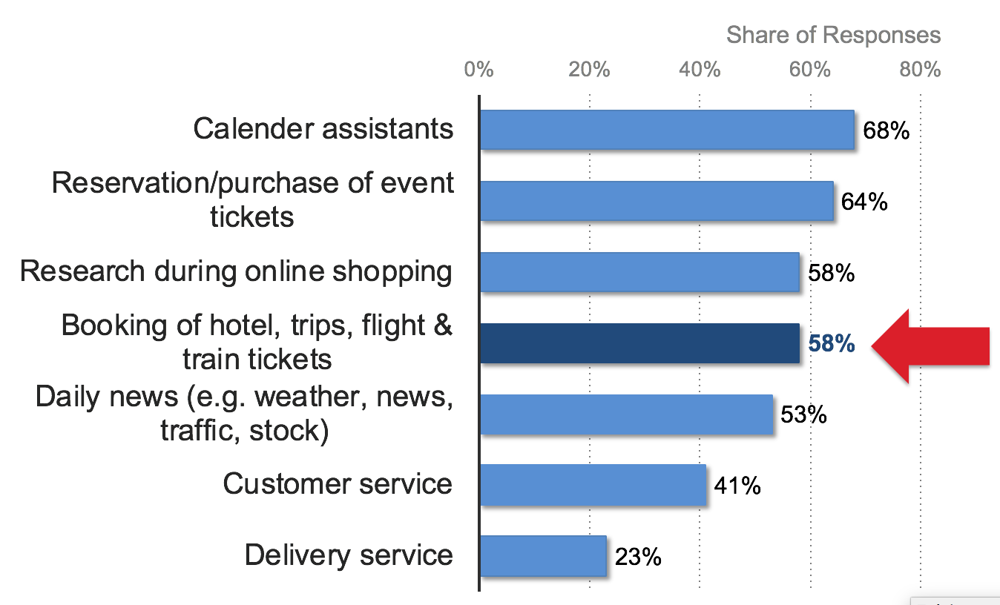 Share of Responses
0% 20% 40% 60% 80%
Calender assistants 68%
Reservation/purchase of event
tickets
64%
Research during online shopping 58%
Booking of hotel, trips, flight &
train tickets
58%
Daily news (e.g. weather, news,
traffic, stock)
53%
Customer service 41%
Delivery service 23%